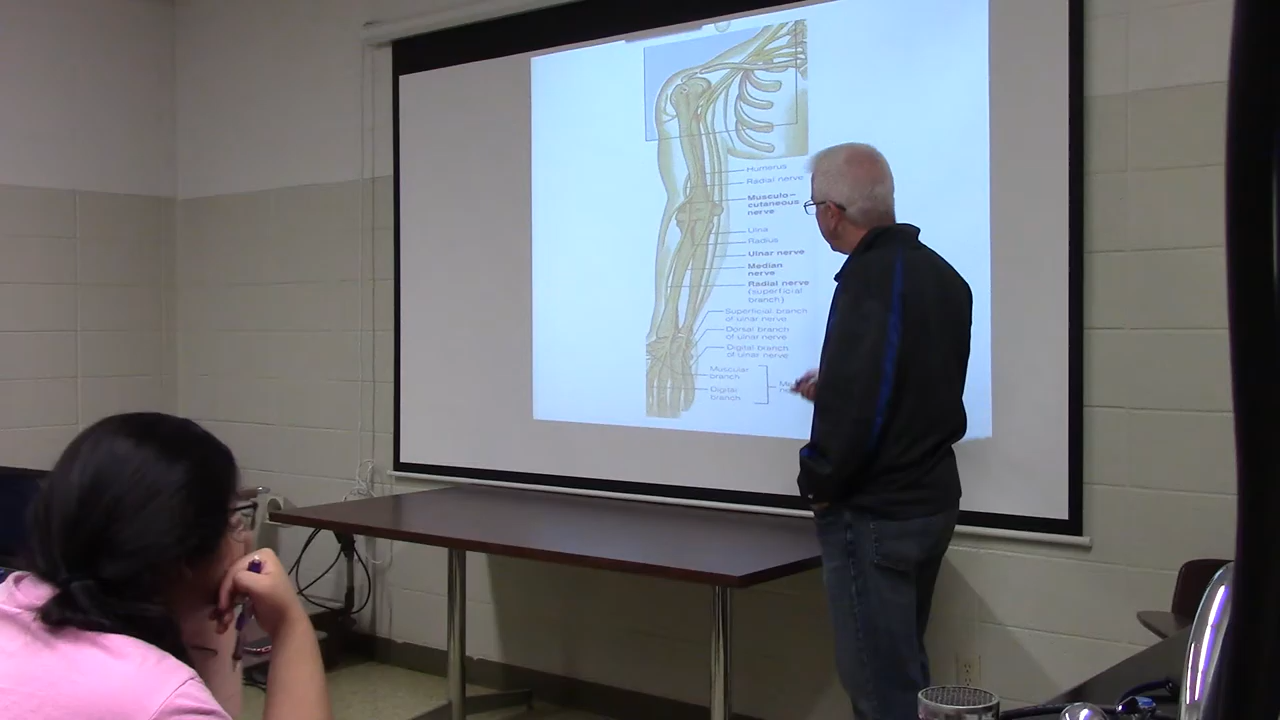 Humerus
Radial nerve
Musculo-
cutaneous
nerve
Ulna
Radius
Ulnar nerve
Median
nerve
Radial nerve
(superficial
branch)
Superficial branch
of ulnar nerve
Dorsal branch
of ulnar nerve
Digital branch
of ulnar nerve
Muscular
branch
Digital
branch